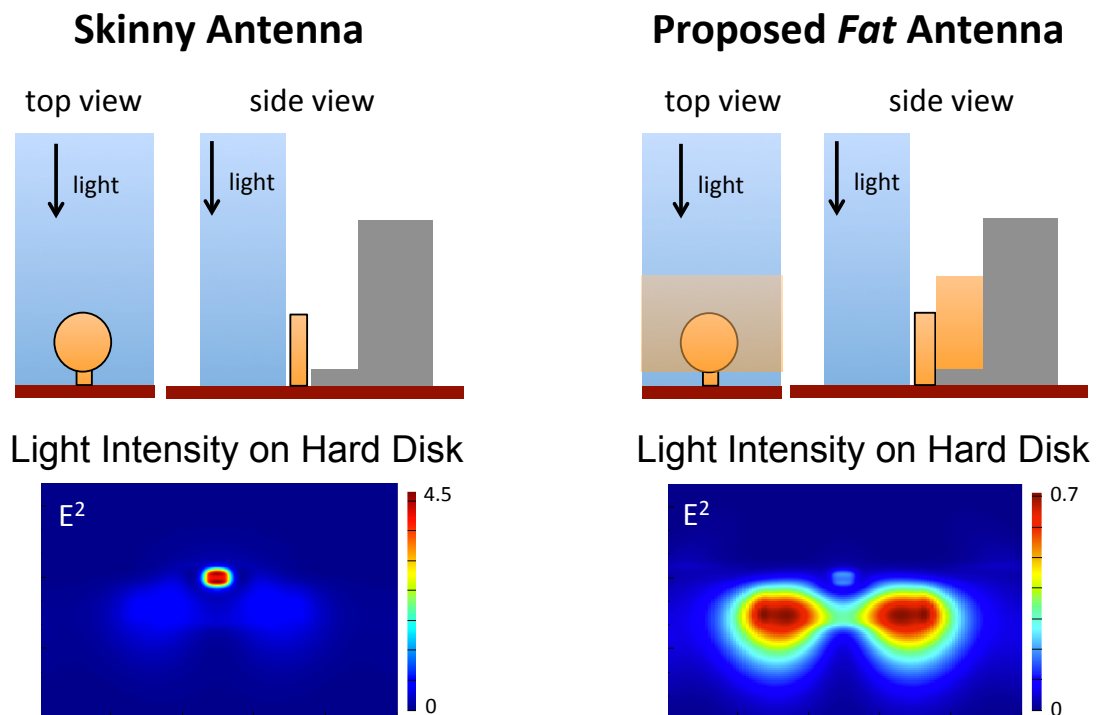 Skinny Antenna
top view
side view
light
light
Light Intensity on Hard Disk
E²
4.5
0
Proposed Fat Antenna
top view
side view
light
light
Light Intensity on Hard Disk
E²
0.7
0